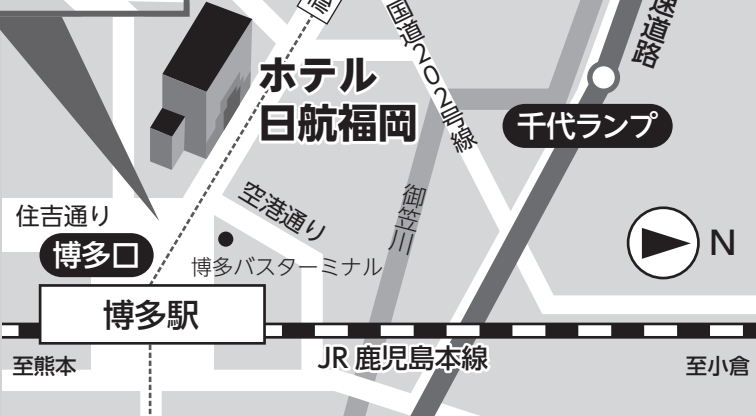 国道202号線
速道路
ホテル
日航福岡
千代ランプ
御笠川
空港通り
住吉通り
博多口
博多バスターミナル
N
博多駅
JR 鹿児島本線
至熊本
至小倉